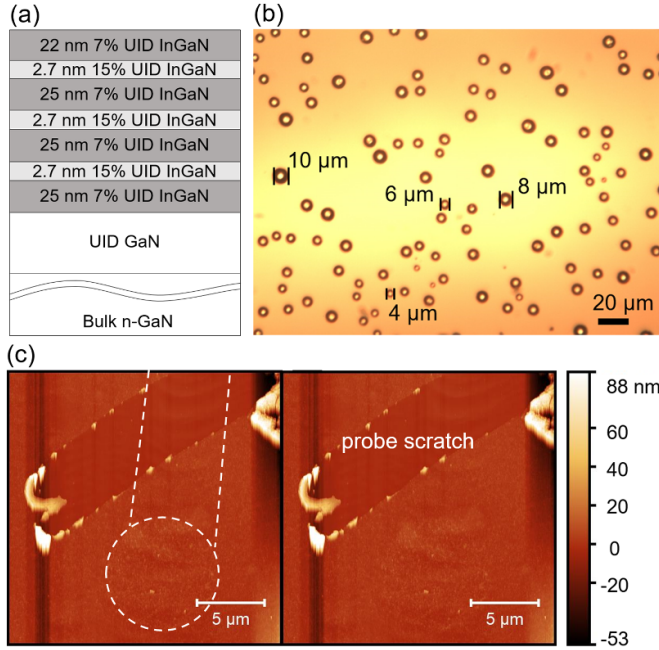 (a)
22 nm 7% UID InGaN
2.7 nm 15% UID InGaN
25 nm 7% UID InGaN
2.7 nm 15% UID InGaN
25 nm 7% UID InGaN
2.7 nm 15% UID InGaN
25 nm 7% UID InGaN
UID GaN
Bulk n-GaN
(b)
10 µm
6 µm
8 µm
4 µm
20 µm
(c)
5 µm
probe scratch
5 µm
88 nm
60
40
20
0
-20
-53